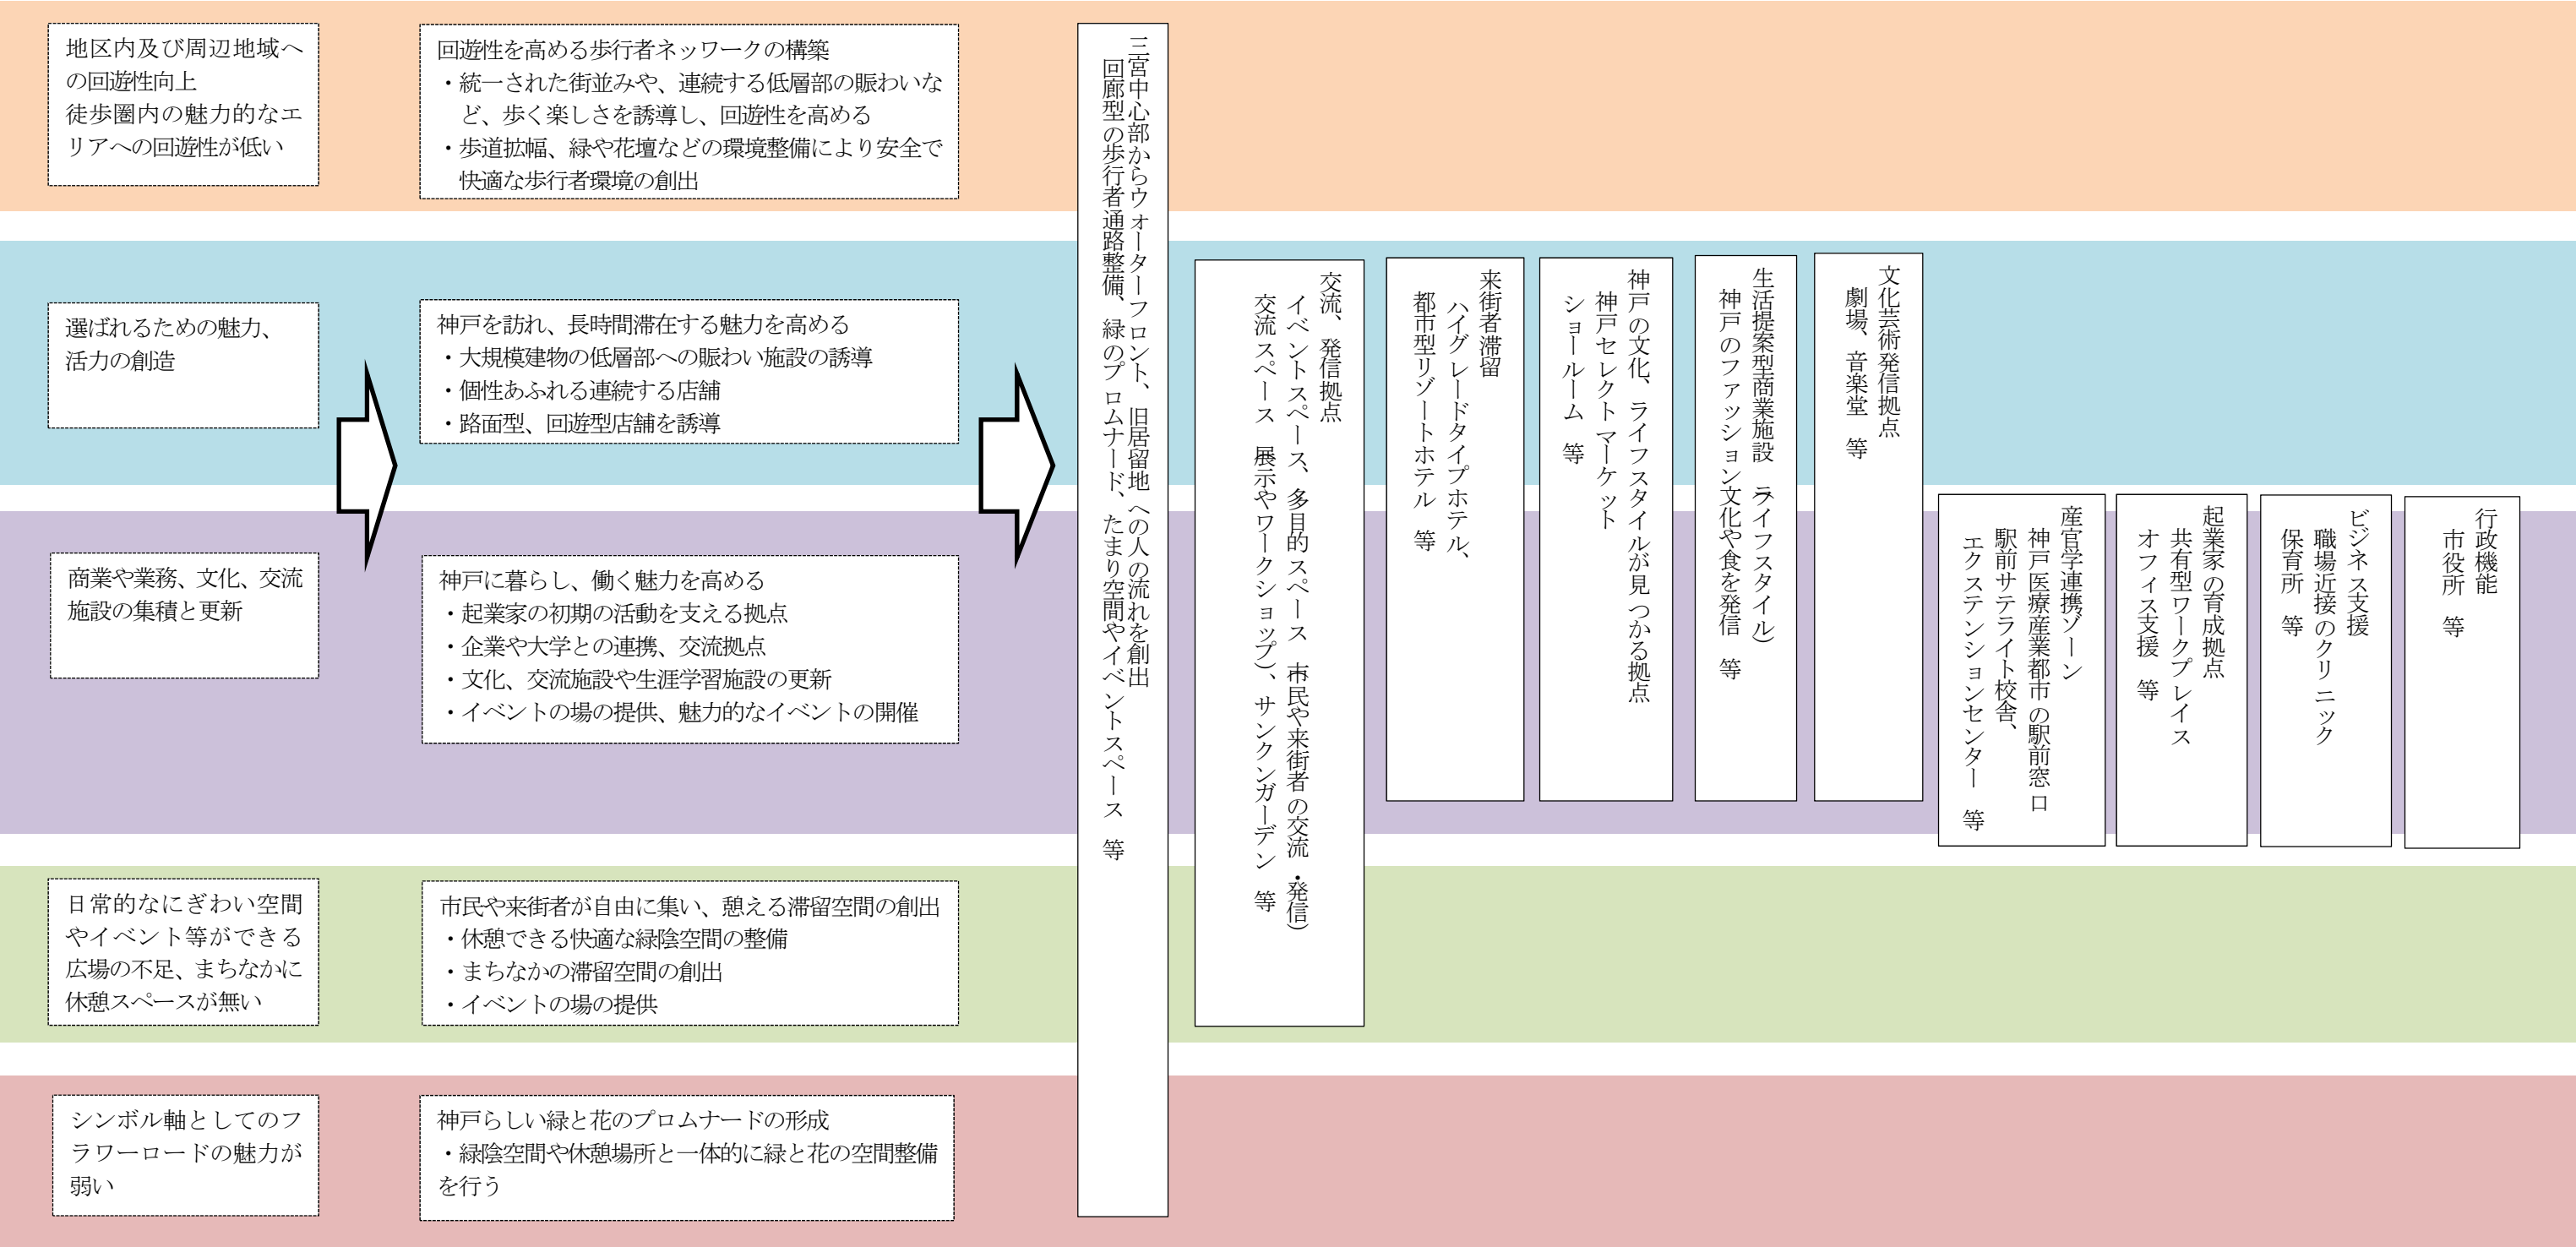 地区内及び周辺地域へ
の回遊性向上
徒歩圏内の魅力的なエ
リアへの回遊性が低い
回遊性を高める歩行者ネッワークの構築
・統一された街並みや、連続する低層部の賑わいな
ど、歩く楽しさを誘導し、回遊性を高める
・歩道拡幅、緑や花壇などの環境整備により安全で
快適な歩行者環境の創出
選ばれるための魅力、
活力の創造
神戸を訪れ、長時間滞在する魅力を高める
・大規模建物の低層部への賑わい施設の誘導
・個性あふれる連続する店舗
・路面型、回遊型店舗を誘導
商業や業務、文化、交流
施設の集積と更新
神戸に暮らし、働く魅力を高める
・起業家の初期の活動を支える拠点
・企業や大学との連携、交流拠点
・文化、交流施設や生涯学習施設の更新
・イベントの場の提供、魅力的なイベントの開催
日常的なにぎわい空間
やイベント等ができる
広場の不足、まちなかに
休憩スペースが無い
市民や来街者が自由に集い、憩える滞留空間の創出
・休憩できる快適な緑陰空間の整備
・まちなかの滞留空間の創出
・イベントの場の提供
シンボル軸としてのフ
ラワーロードの魅力が
弱い
神戸らしい緑と花のプロムナードの形成
・緑陰空間や休憩場所と一体的に緑と花の空間整備
を行う
三宮中心部からウォーターフロント、旧居留地への人の流れを創出
回廊型の歩行者通路整備、緑のプロムナード、たまり空間やイベントスペース 等
交流、発信拠点
イベントスペース、多目的スペース(市民や来街者の交流・発信)
交流スペース(展示やワークショップ)、サンクンガーデン 等
来街者滞留
ハイグレードタイプホテル、
都市型リゾートホテル 等
神戸の文化、ライフスタイルが見つかる拠点
神戸セレクトマーケット
ショールーム 等
生活提案型商業施設(ライフスタイル)
神戸のファッション文化や食を発信 等
文化芸術発信拠点
劇場、音楽堂 等
産官学連携ゾーン
神戸医療産業都市の駅前窓口
駅前サテライト校舎、
エクステンションセンター 等
起業家の育成拠点
共有型ワークプレイス
オフィス支援 等
ビジネス支援
職場近接のクリニック
保育所 等
行政機能
市役所 等